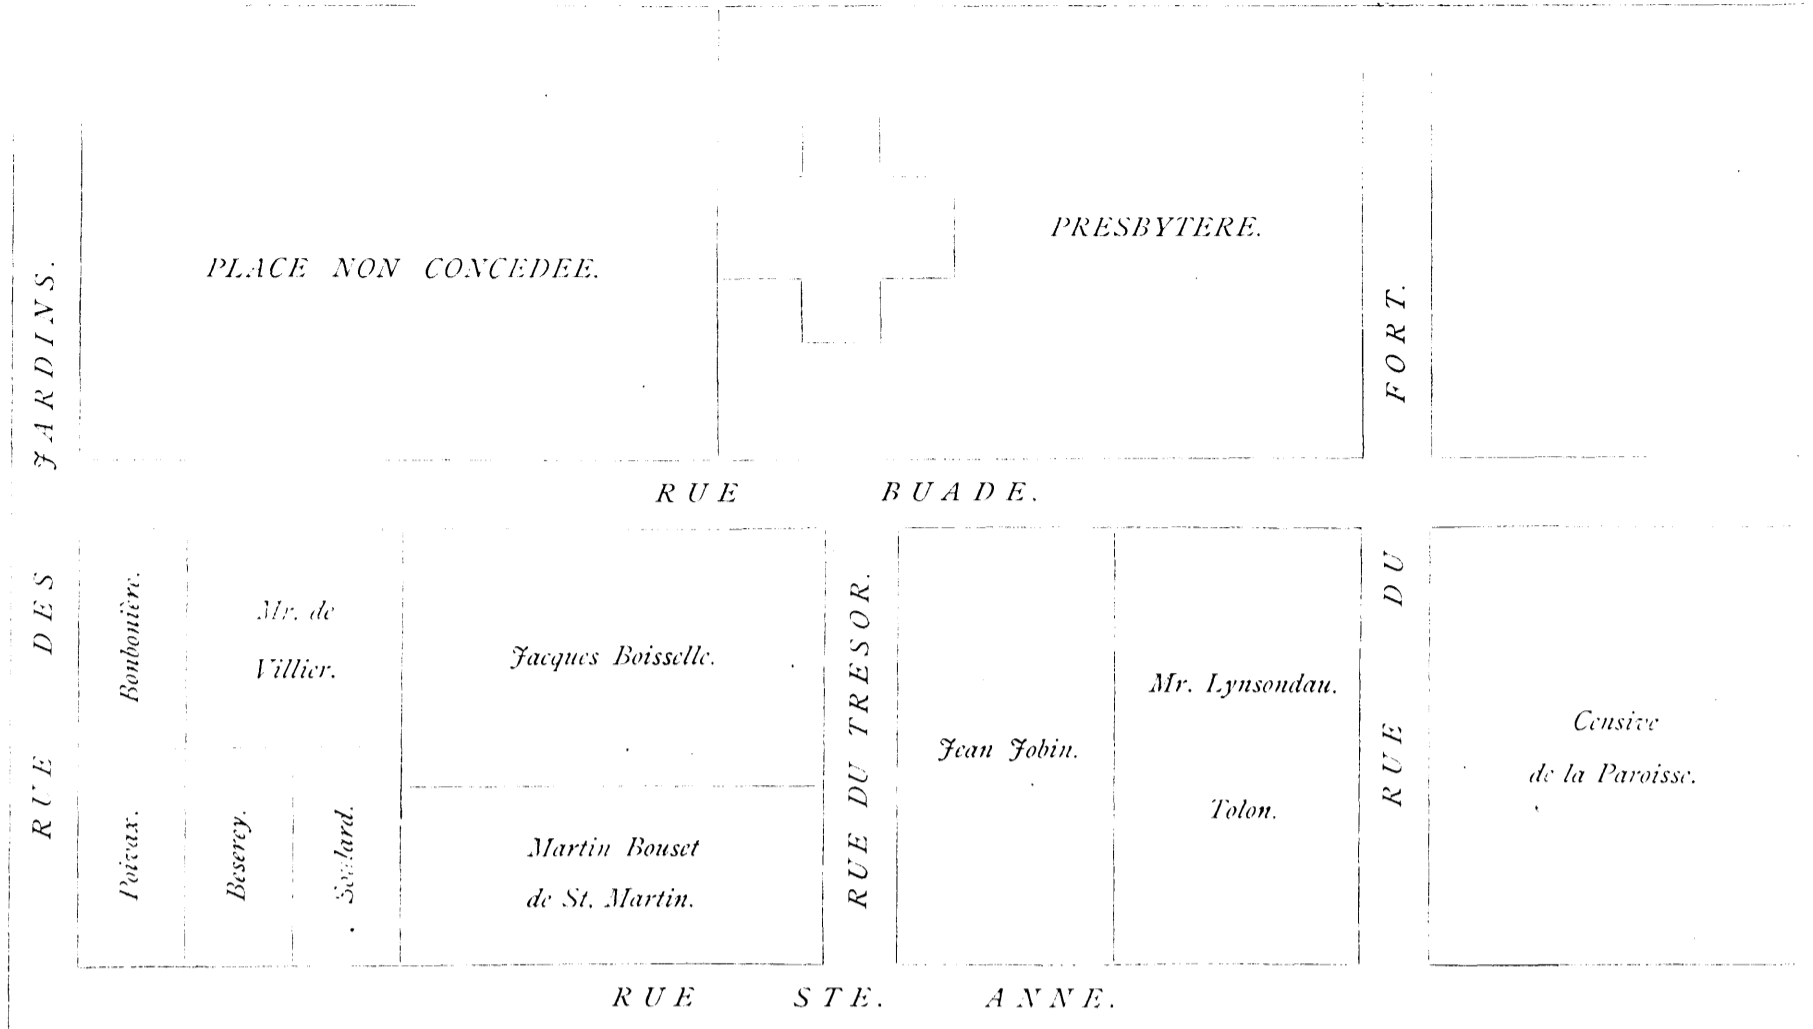 PLACE NON CONCEDEE.
PRESBYTERE.
RUE DES JARDINS.
RUE DU FORT.
RUE BUADE.
Bonbonière.
Mr. de
Villier.
Jacques Boisselle.
RUE DU TRESOR.
Jean Jobin.
Mr. Lynsondau.
Tolon.
Censive
de la Paroisse.
Poivax.
Beserey.
Soulard.
Martin Bouset
de St. Martin.
RUE STE. ANNE.